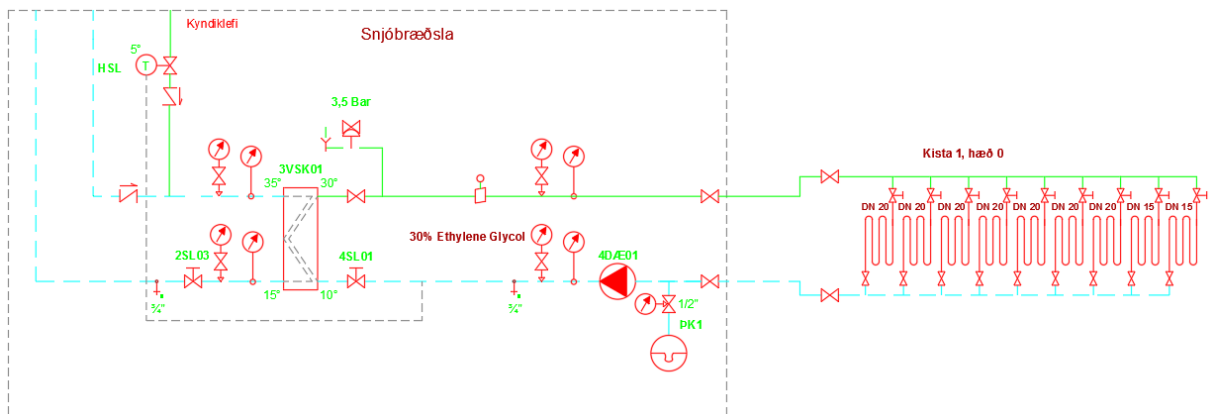 Kyndiklefi
Snjóbræðsla
5°
T
HSL
3,5 Bar
3VSK01
35°
30°
Kista 1, hæð 0
DN 20
DN 20
DN 20
DN 20
DN 20
DN 20
DN 20
DN 15
DN 15
30% Ethylene Glycol
2SL03
4SL01
4DÆ01
15°
10°
¾"
¾"
1/2"
ÞK1